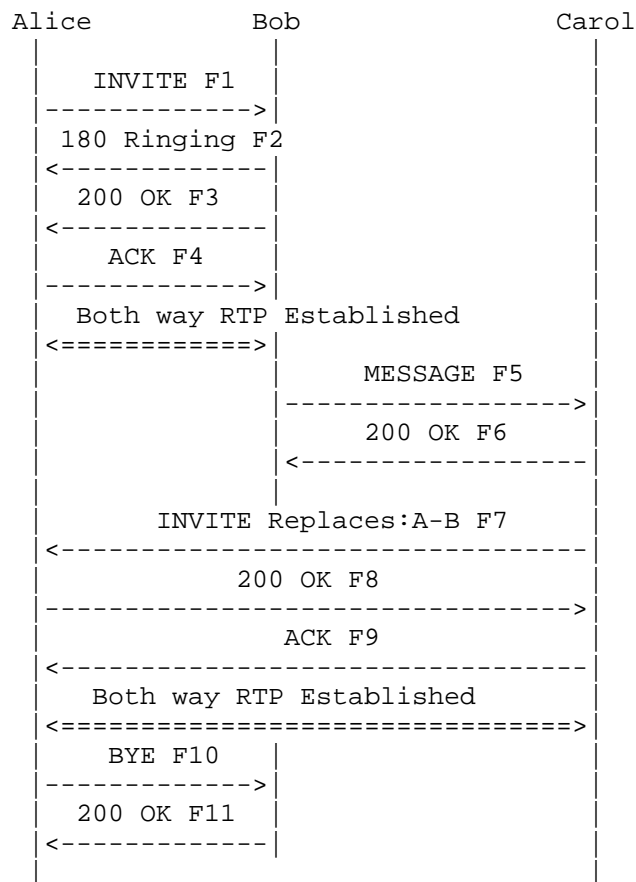 Alice Bob Carol
INVITE F1
180 Ringing F2
200 OK F3
ACK F4
Both way RTP Established
MESSAGE F5
200 OK F6
INVITE Replaces:A-B F7
200 OK F8
ACK F9
Both way RTP Established
BYE F10
200 OK F11